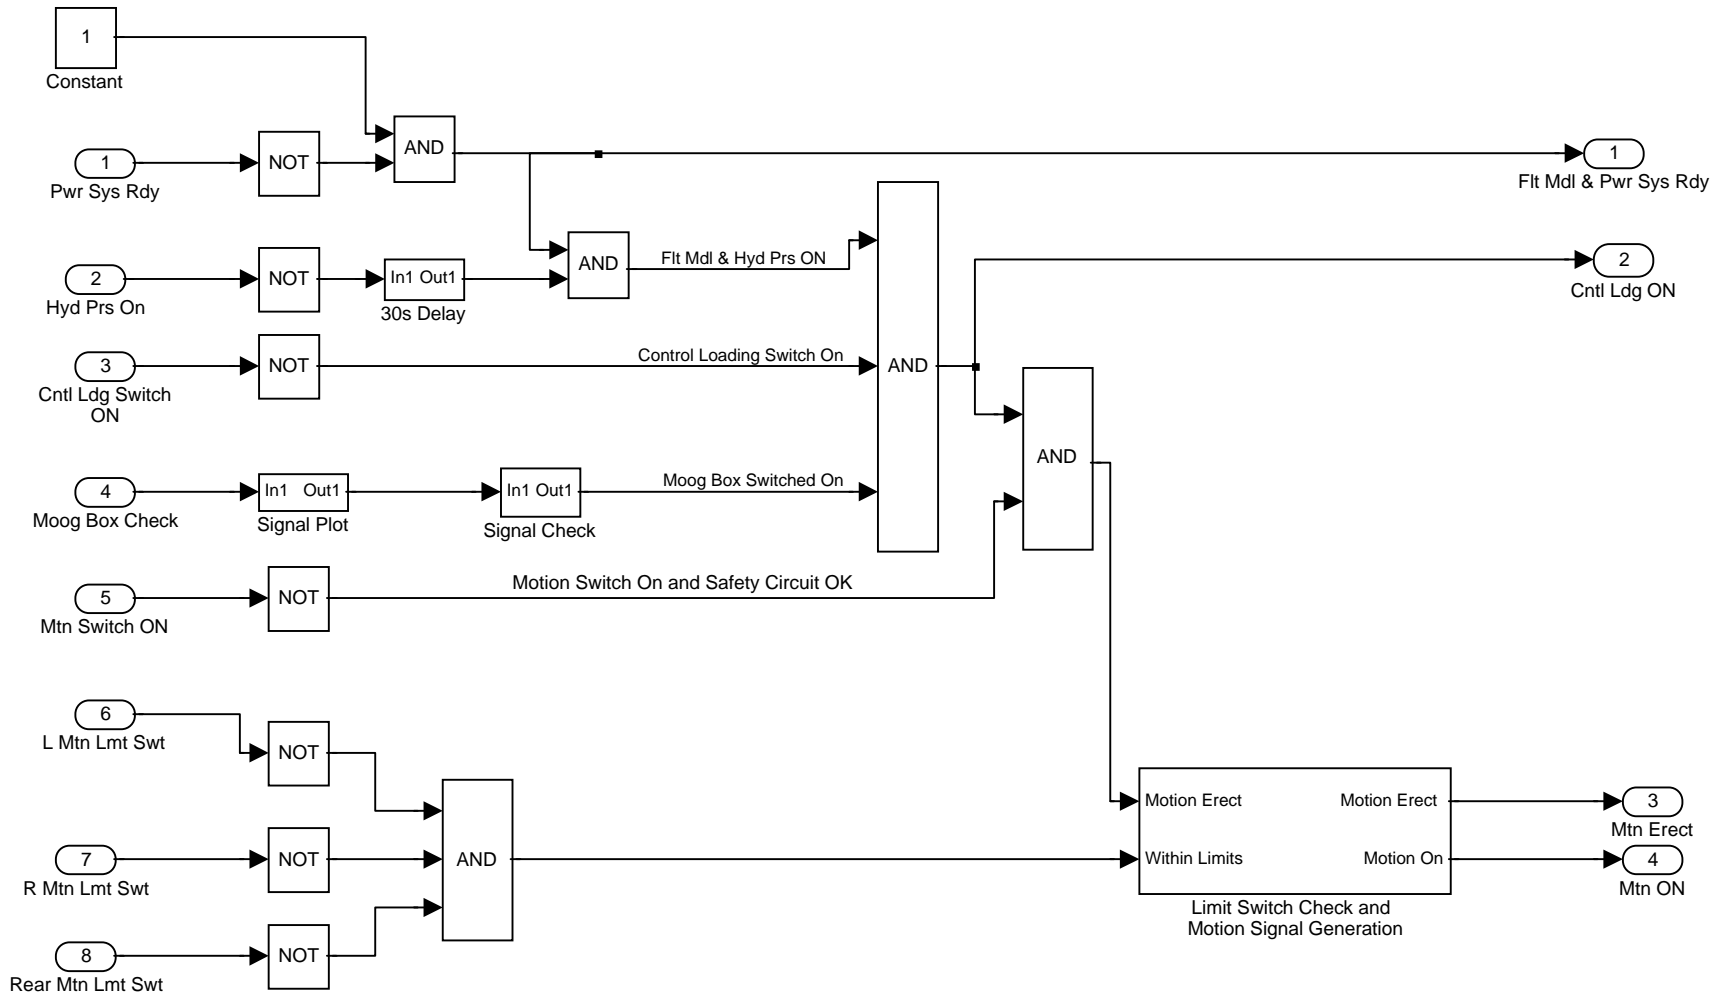 1
Constant
1
Pwr Sys Rdy
NOT
AND
1
Flt Mdl & Pwr Sys Rdy
2
Hyd Prs On
NOT
In1 Out1
30s Delay
AND
Flt Mdl & Hyd Prs ON
2
Cntl Ldg ON
3
Cntl Ldg Switch
ON
NOT
Control Loading Switch On
AND
4
Moog Box Check
In1 Out1
Signal Plot
In1 Out1
Signal Check
Moog Box Switched On
AND
5
Mtn Switch ON
NOT
Motion Switch On and Safety Circuit OK
6
L Mtn Lmt Swt
NOT
7
R Mtn Lmt Swt
NOT
AND
8
Rear Mtn Lmt Swt
NOT
Motion Erect
Motion Erect
Within Limits
Motion On
Limit Switch Check and
Motion Signal Generation
3
Mtn Erect
4
Mtn ON